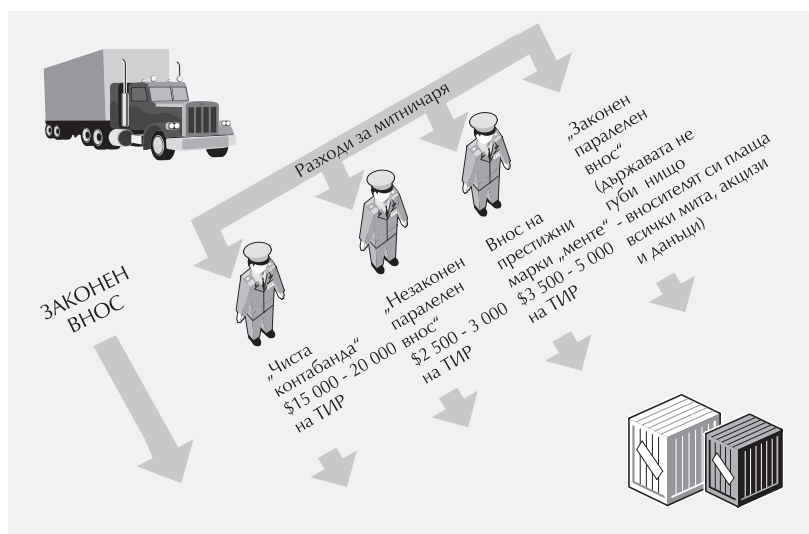 ЗАКОНЕН
ВНОС
Разходи за митничаря
„Чиста
контабанда“
$15 000 - 20 000
на ТИР
„Незаконен
паралелен
внос“
$2 500 - 3 000
на ТИР
Внос на
престижни
марки „менте“
$3 500 - 5 000
на ТИР
„Законен
паралелен
внос“
(държавата не
губи нищо
- вносителят си плаща
всички мита, акцизи
и данъци)